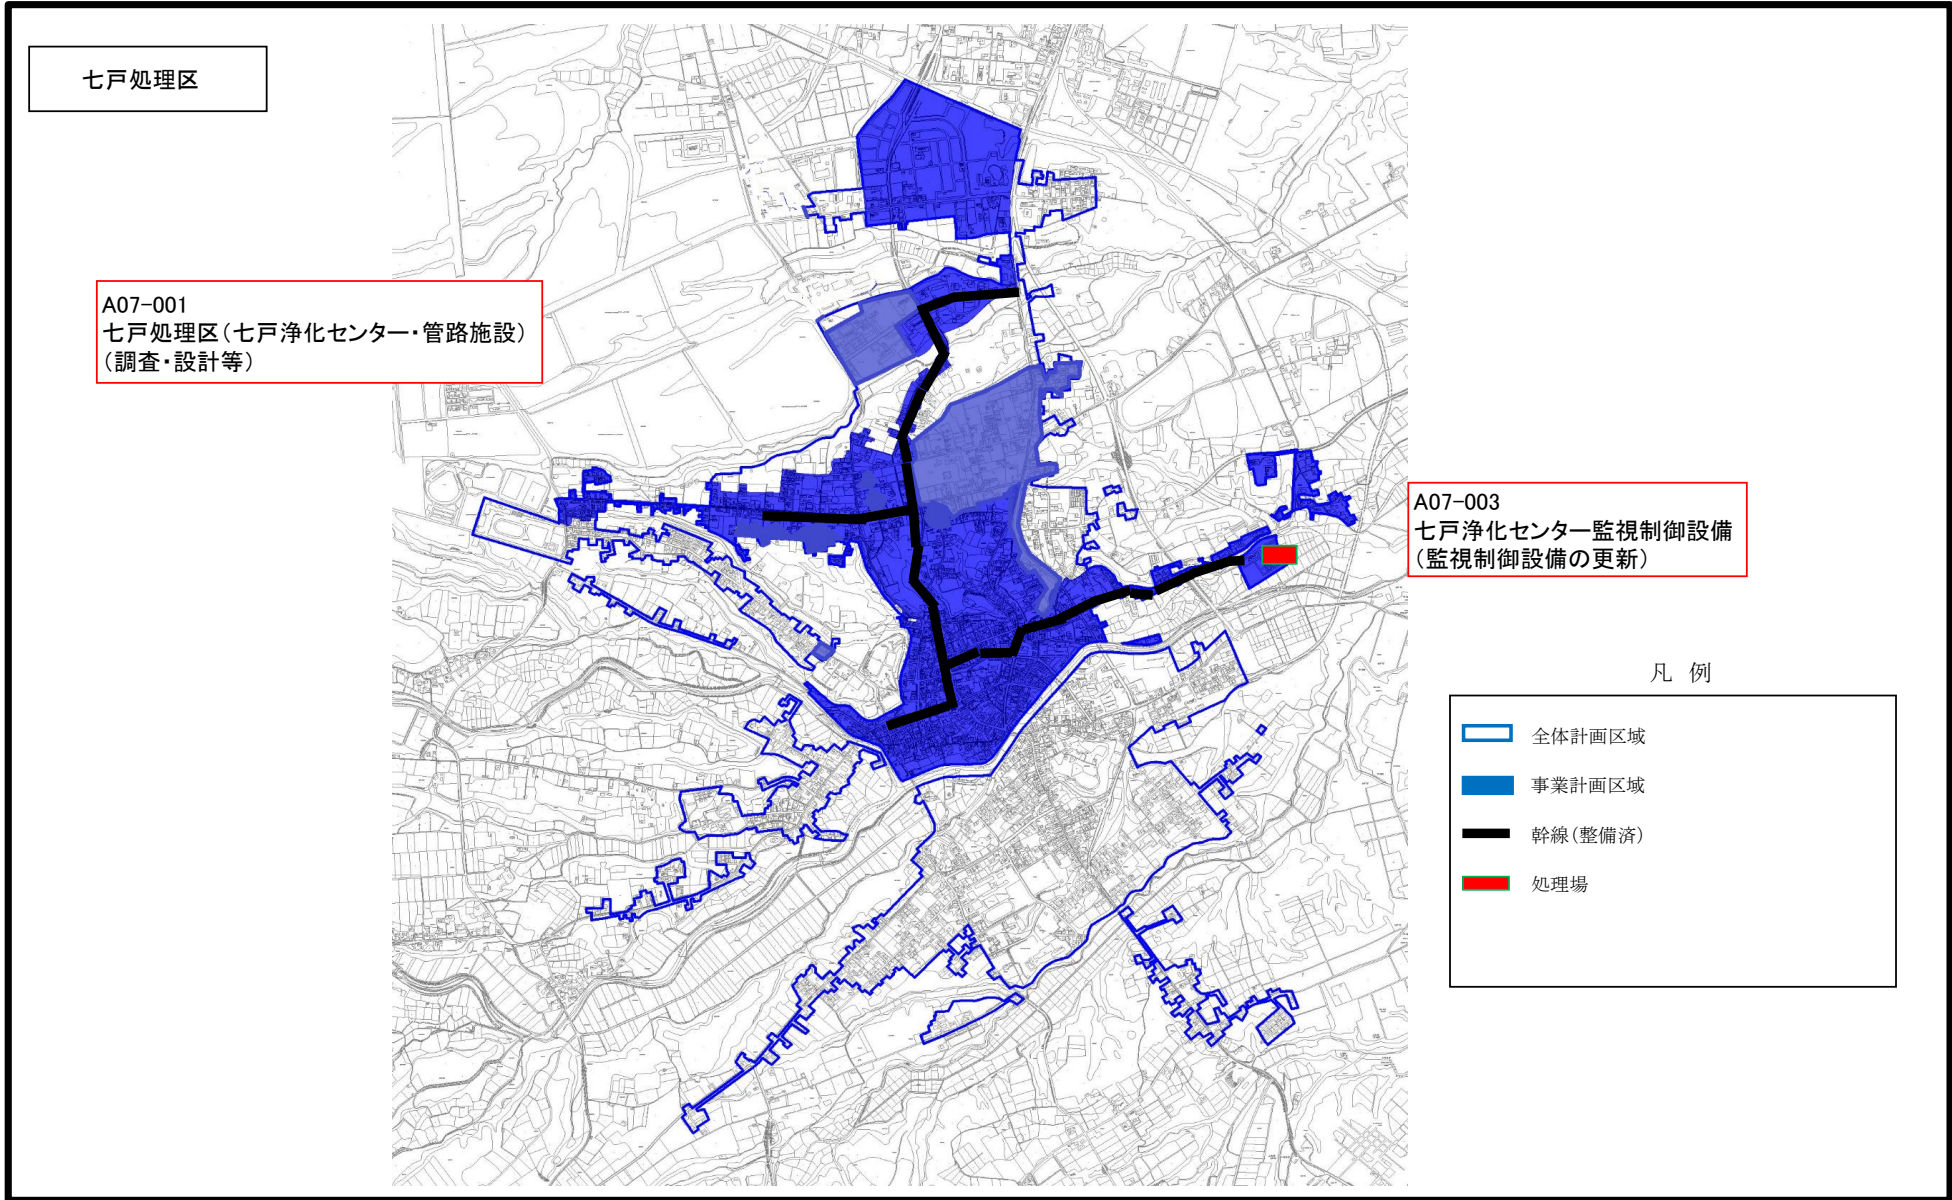 七戸処理区
A07-001
七戸処理区(七戸浄化センター・管路施設)
(調査・設計等)
A07-003
七戸浄化センター監視制御設備
(監視制御設備の更新)
凡 例
全体計画区域
事業計画区域
幹線(整備済)
処理場